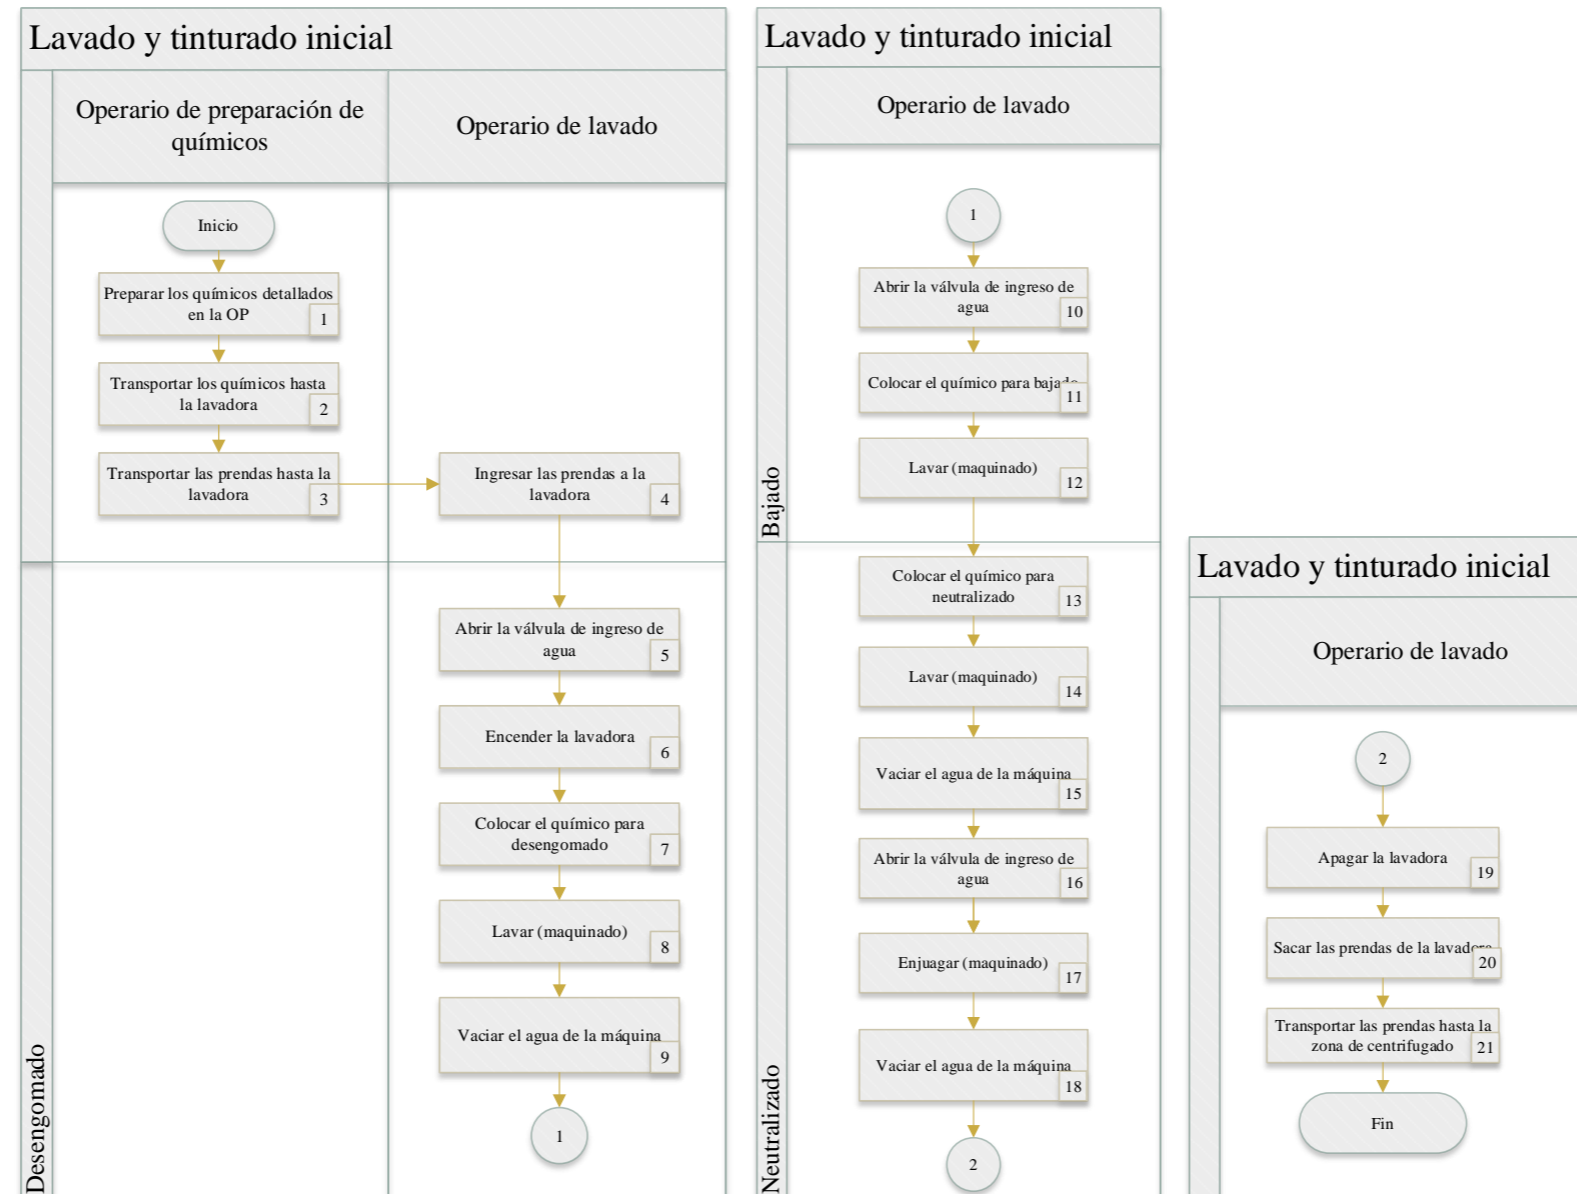 Lavado y tinturado inicial
Operario de preparación de
químicos
Operario de lavado
Inicio
Preparar los químicos detallados
en la OP
1
Transportar los químicos hasta
la lavadora
2
Transportar las prendas hasta la
lavadora
3
Ingresar las prendas a la
lavadora
4
Desengomado
Abrir la válvula de ingreso de
agua
5
Encender la lavadora
6
Colocar el químico para
desengomado
7
Lavar (maquinado)
8
Vaciar el agua de la máquina
9
1
Lavado y tinturado inicial
Operario de lavado
Bajado
1
Abrir la válvula de ingreso de
agua
10
Colocar el químico para bajado
11
Lavar (maquinado)
12
Neutralizado
Colocar el químico para
neutralizado
13
Lavar (maquinado)
14
Vaciar el agua de la máquina
15
Abrir la válvula de ingreso de
agua
16
Enjuagar (maquinado)
17
Vaciar el agua de la máquina
18
2
Lavado y tinturado inicial
Operario de lavado
2
Apagar la lavadora
19
Sacar las prendas de la lavadora
20
Transportar las prendas hasta la
zona de centrifugado
21
Fin